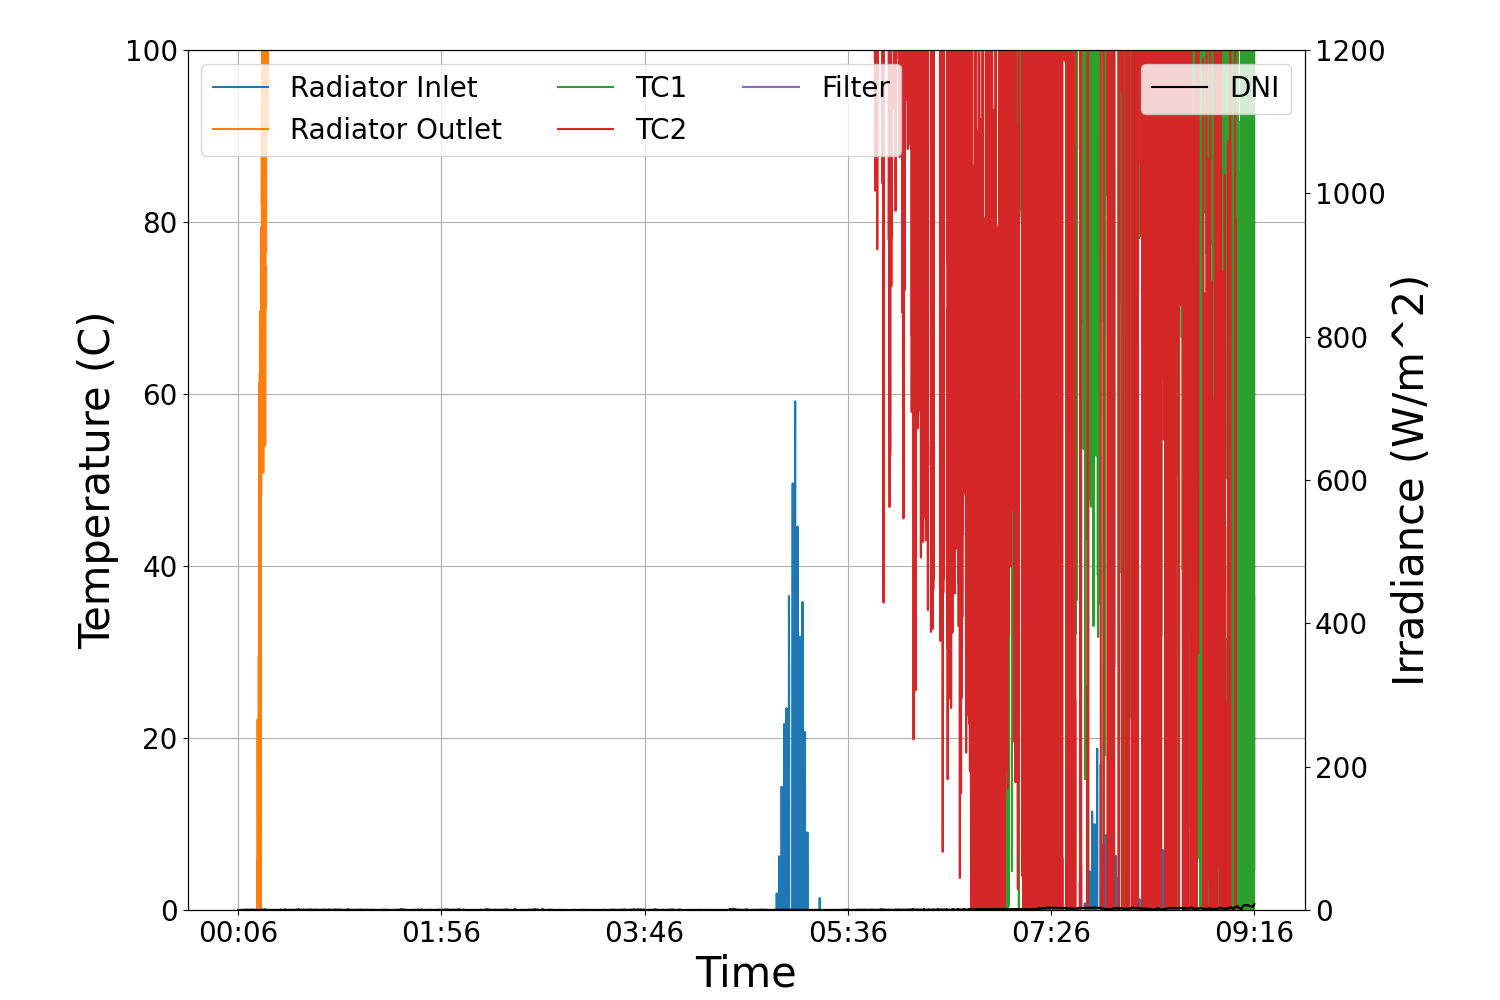 Radiator Inlet
Radiator Outlet
TC1
TC2
Filter
DNI
100
80
60
40
20
0
Temperature (C)
1200
1000
800
600
400
200
0
Irradiance (W/m^2)
00:06 01:56 03:46 05:36 07:26 09:16
Time